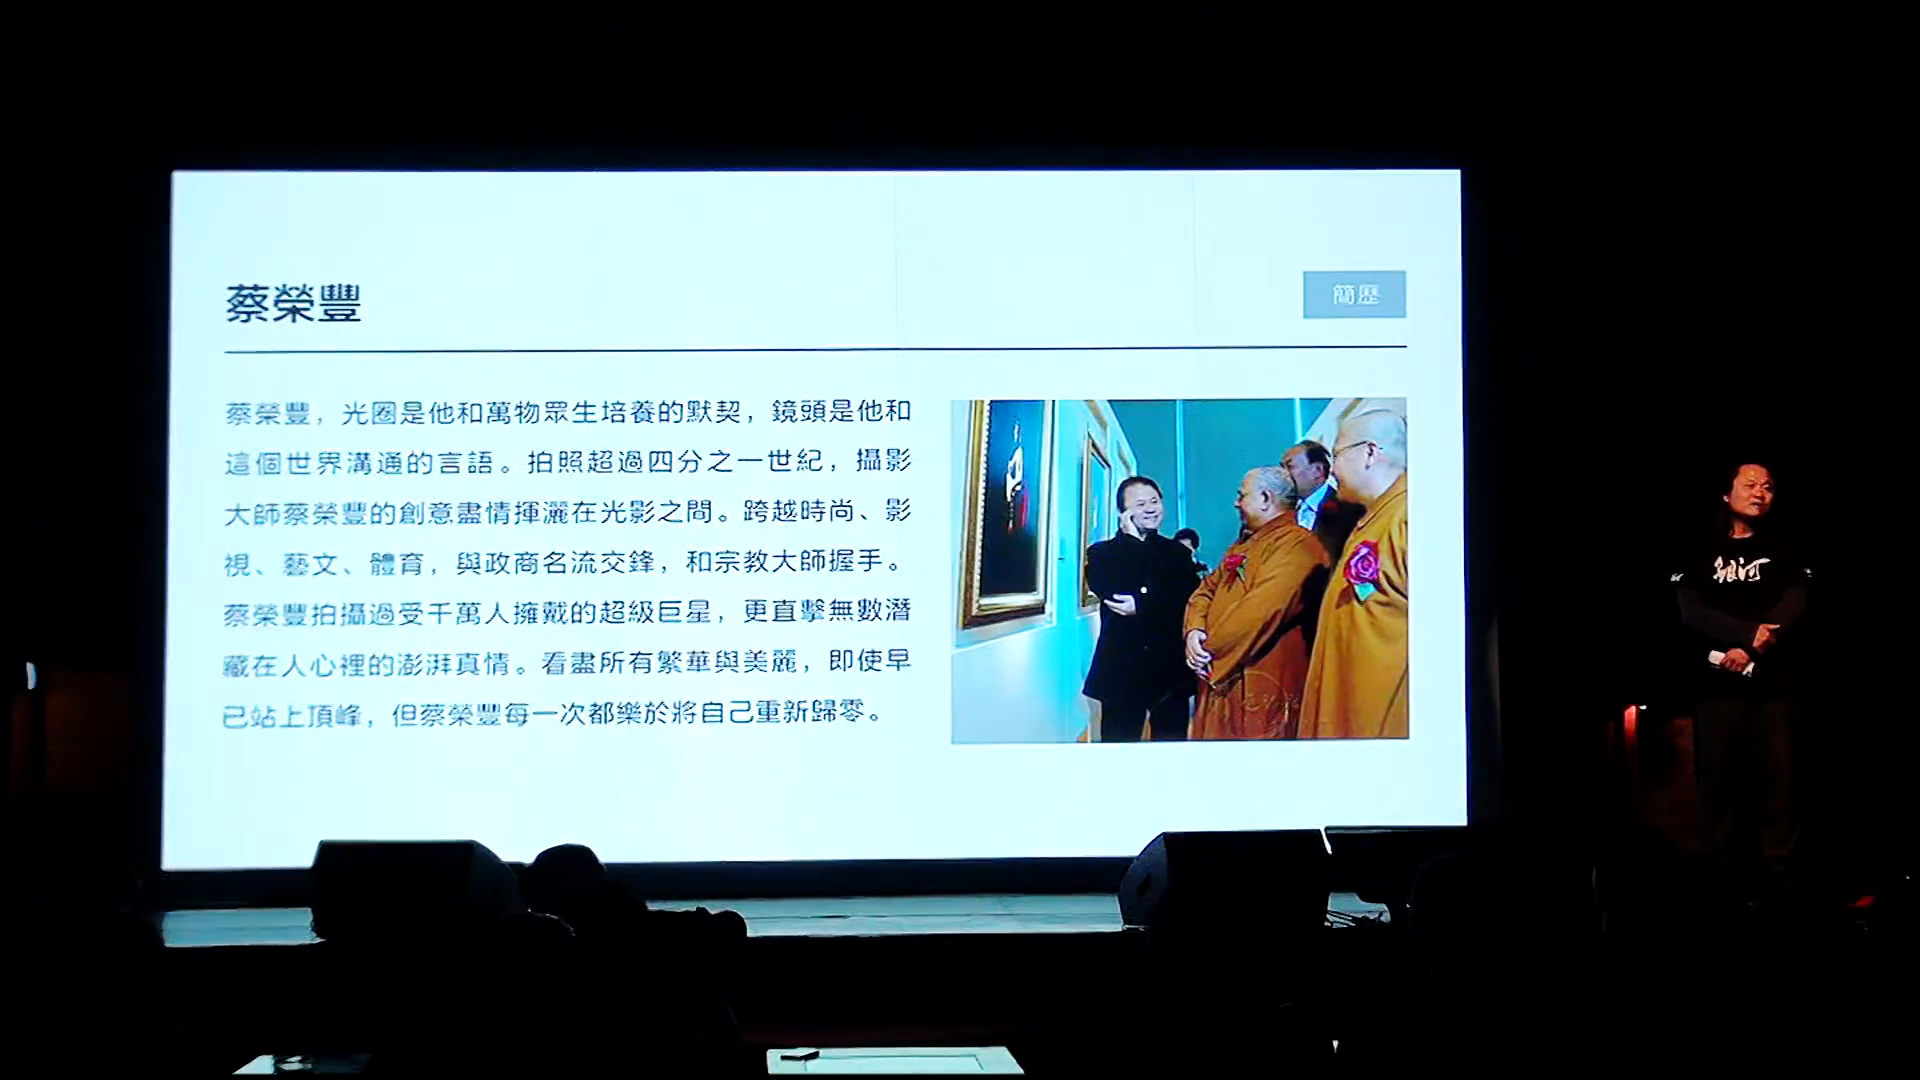 蔡榮豐
簡歷
蔡榮豐，光圈是他和萬物眾生培養的默契，鏡頭是他和
這個世界溝通的言語。拍照超過四分之一世紀，攝影
大師蔡榮豐的創意盡情揮灑在光影之間。跨越時尚、影
視、藝文、體育，與政商名流交鋒，和宗教大師握手。
蔡榮豐拍攝過受千萬人擁戴的超級巨星，更直擊無數潛
藏在人心裡的澎湃真情。看盡所有繁華與美麗，即使早
已站上頂峰，但蔡榮豐每一次都樂於將自己重新歸零。
銀河